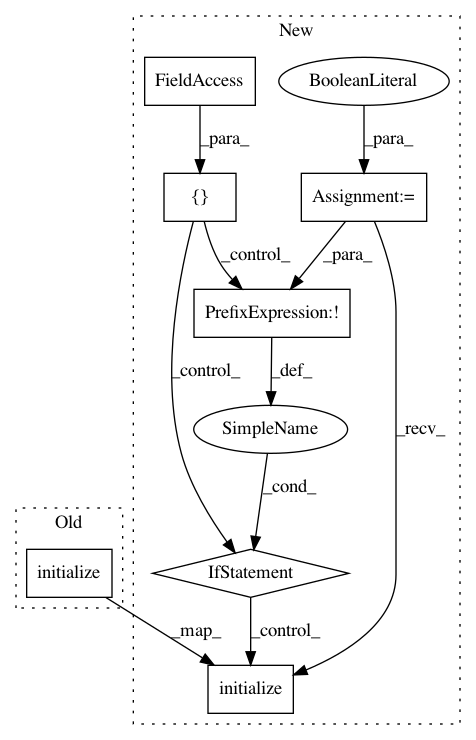 New
FieldAccess
BooleanLiteral
_para_
_para_
{}
Assignment:=
_control_
_para_
PrefixExpression:!
_control_
_def_
SimpleName
_recv_
_cond_
Old
initialize
IfStatement
_map_
_control_
initialize